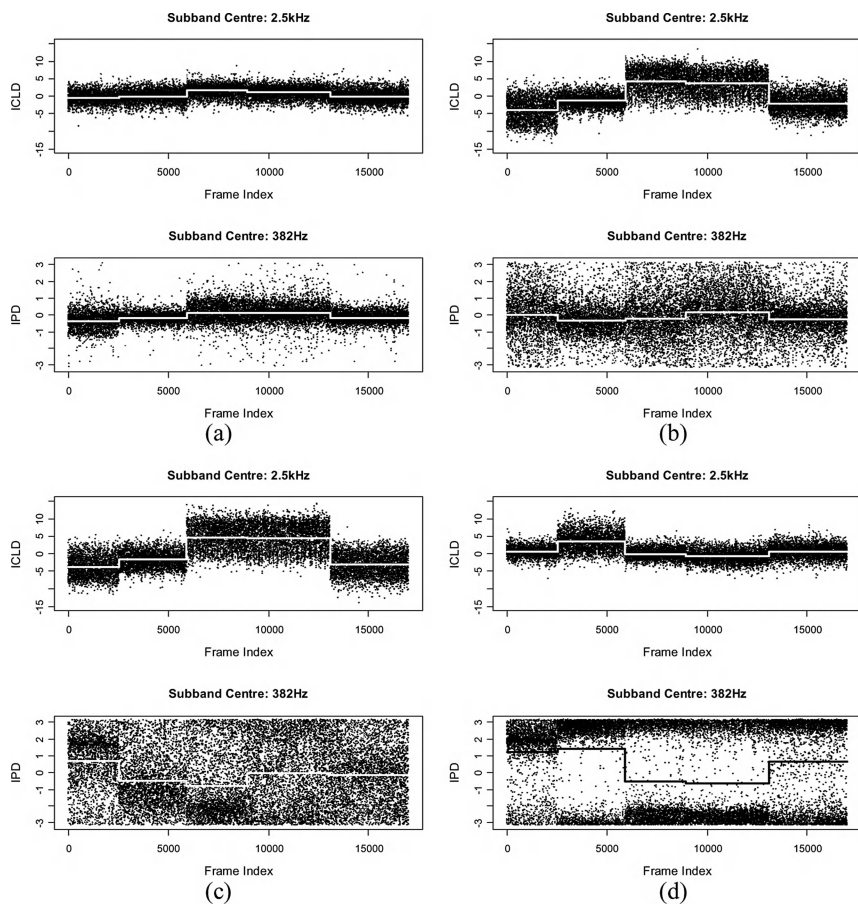 Subband Centre: 2.5kHz
ICLD
10
5
0
-5
-15
0 5000 10000 15000
Frame Index
Subband Centre: 382Hz
IPD
3
2
1
0
-1
-3
0 5000 10000 15000
Frame Index
(a)
Subband Centre: 2.5kHz
ICLD
10
5
0
-5
-15
0 5000 10000 15000
Frame Index
Subband Centre: 382Hz
IPD
3
2
1
0
-1
-3
0 5000 10000 15000
Frame Index
(b)
Subband Centre: 2.5kHz
ICLD
10
5
0
-5
-15
0 5000 10000 15000
Frame Index
Subband Centre: 382Hz
IPD
3
2
1
0
-1
-3
0 5000 10000 15000
Frame Index
(c)
Subband Centre: 2.5kHz
ICLD
10
5
0
-5
-15
0 5000 10000 15000
Frame Index
Subband Centre: 382Hz
IPD
3
2
1
0
-1
-3
0 5000 10000 15000
Frame Index
(d)